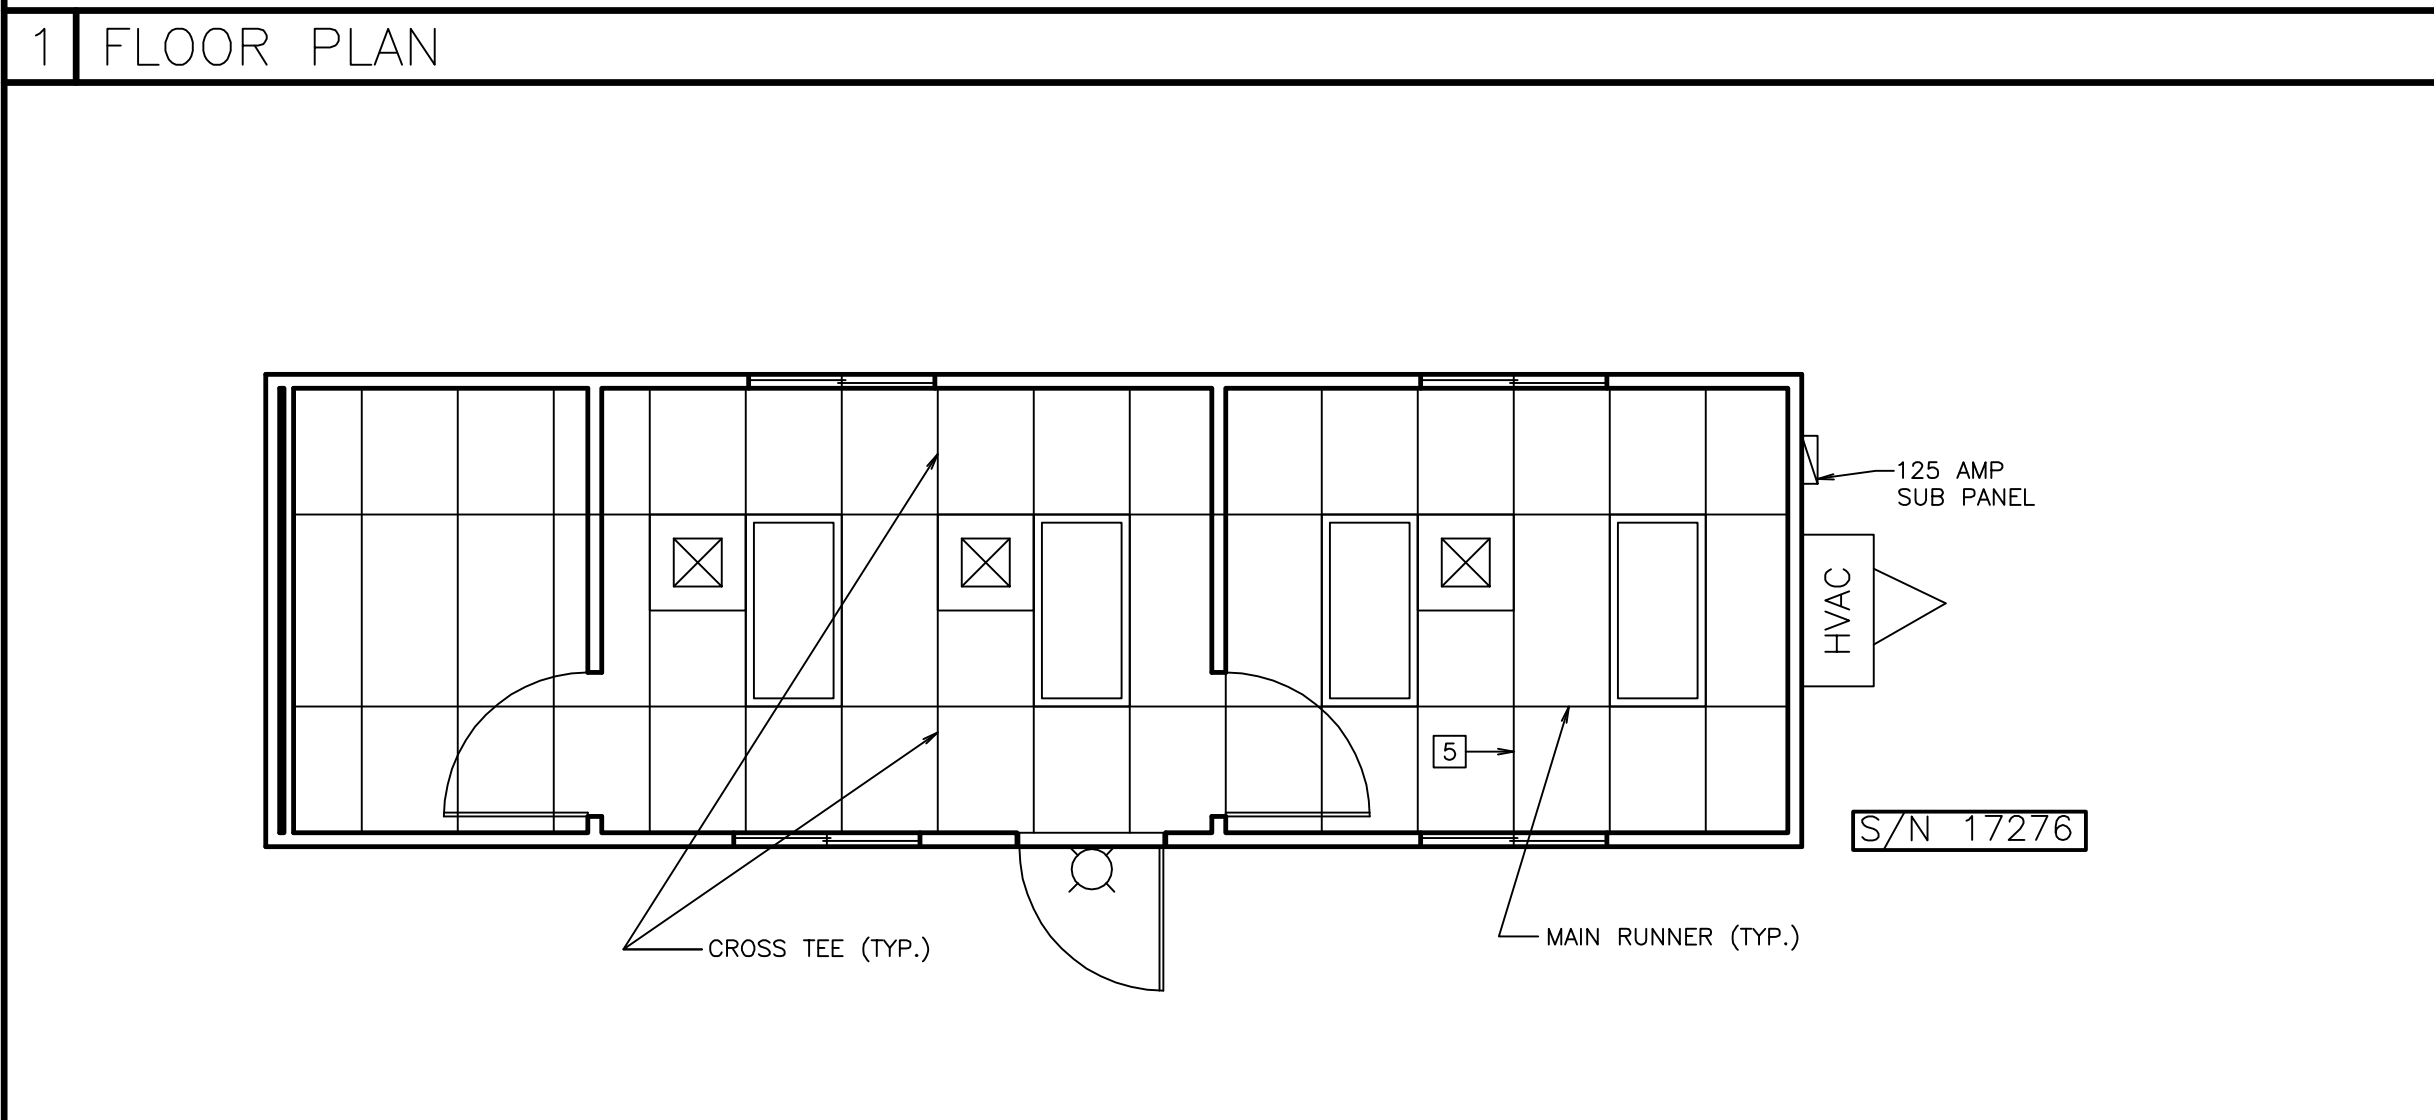 1 FLOOR PLAN
125 AMP
SUB PANEL
HVAC
5
S/N 17276
CROSS TEE (TYP.)
MAIN RUNNER (TYP.)